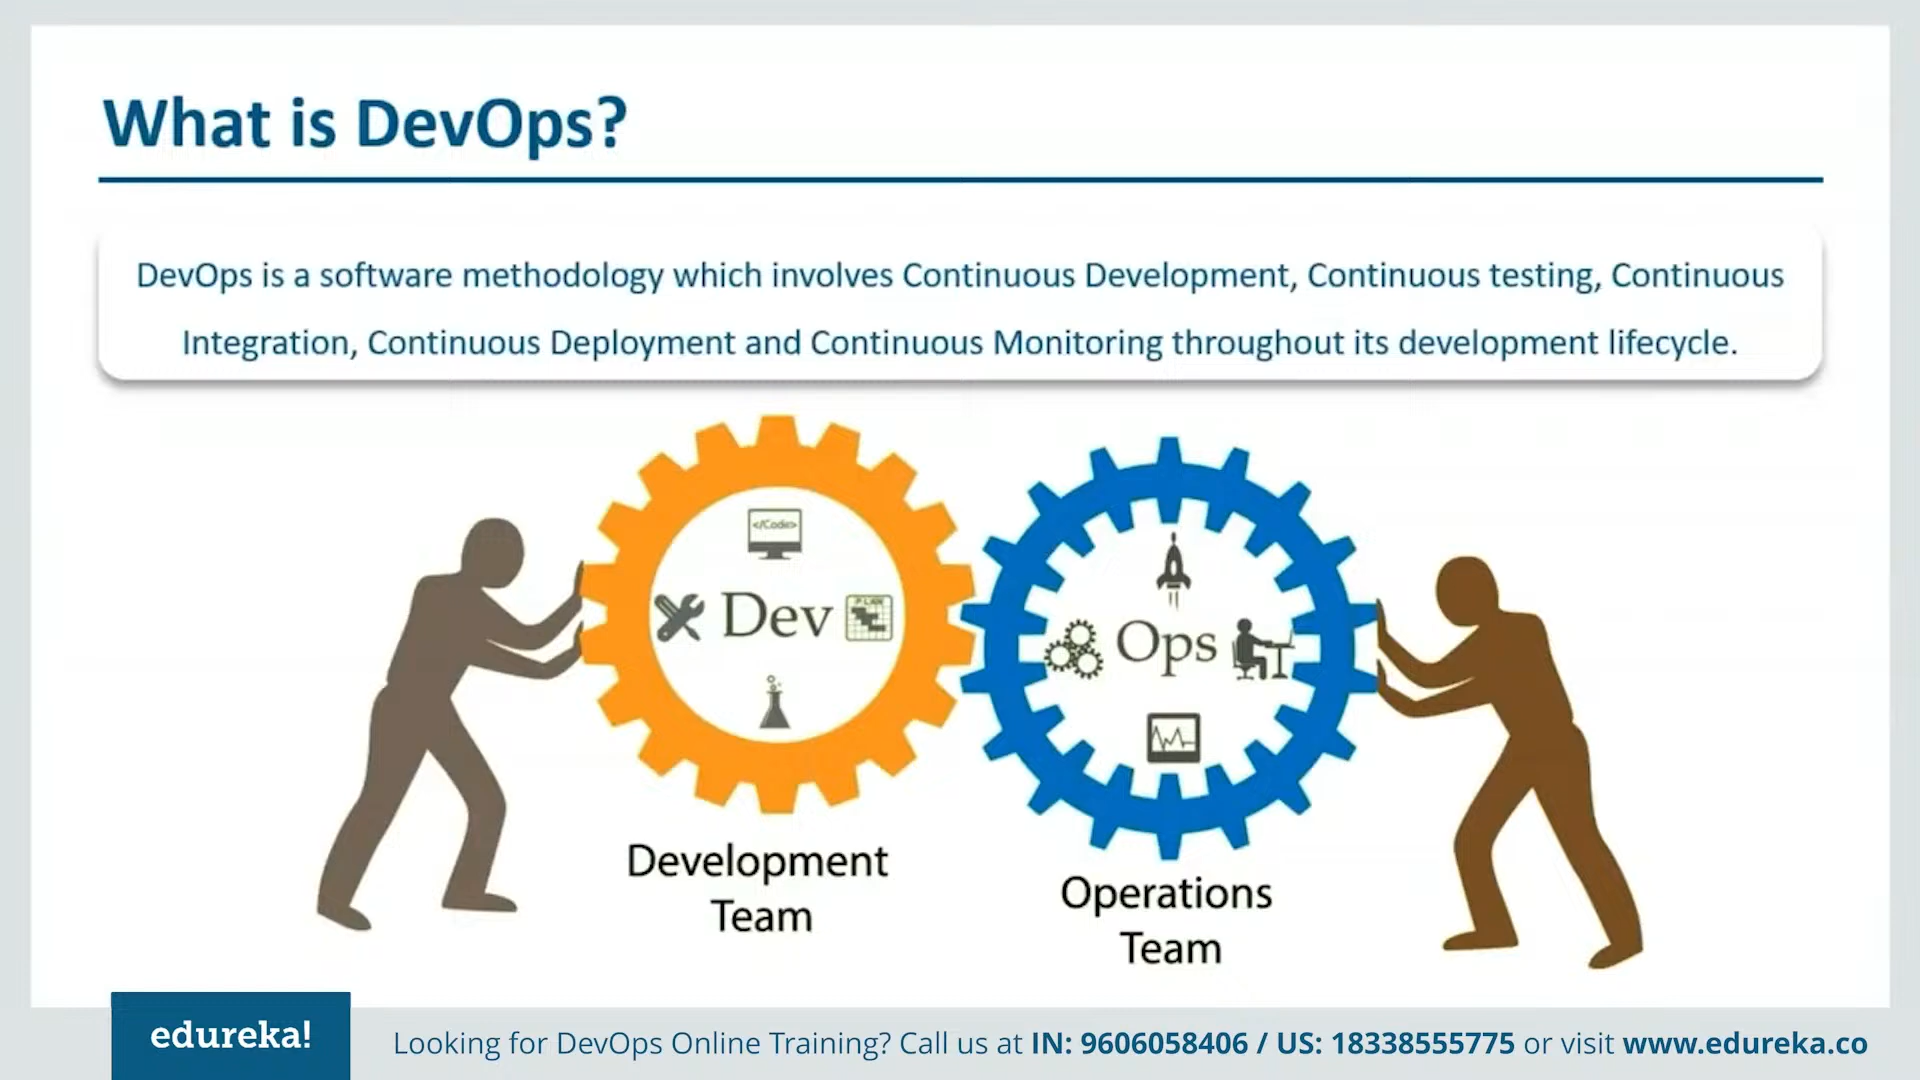 What is DevOps?
DevOps is a software methodology which involves Continuous Development, Continuous testing, Continuous
Integration, Continuous Deployment and Continuous Monitoring throughout its development lifecycle.
</Code>
PLAN
Dev
Ops
Development
Team
Operations
Team
edureka!
Looking for DevOps Online Training? Call us at IN: 9606058406 / US: 18338555775 or visit www.edureka.co